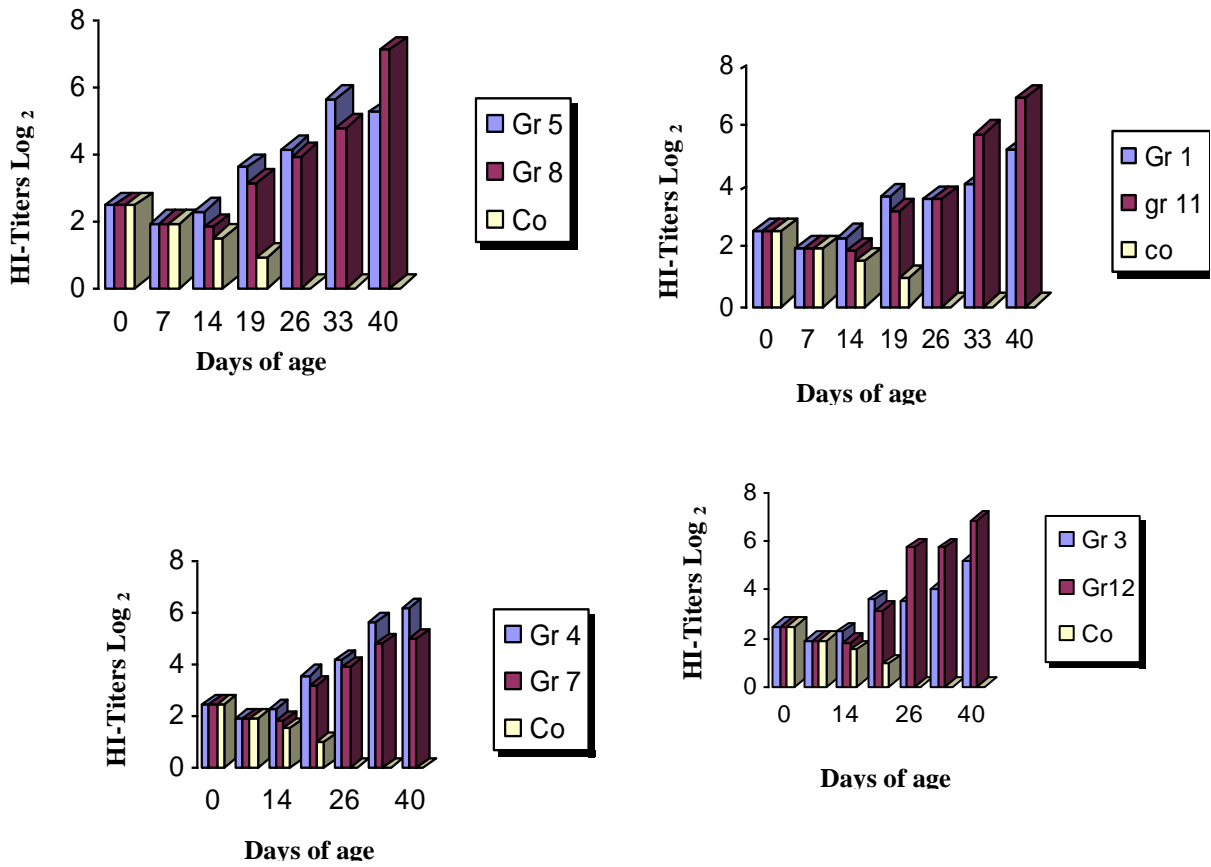 HI-Titers Log 2
8
6
4
2
0
0 7 14 19 26 33 40
Days of age
Gr 5
Gr 8
Co
HI-Titers Log 2
8
6
4
2
0
0 7 14 19 26 33 40
Days of age
Gr 1
gr 11
co
HI-Titers Log 2
8
6
4
2
0
0 14 26 40
Days of age
Gr 4
Gr 7
Co
HI-Titers Log 2
8
6
4
2
0
0 14 26 40
Days of age
Gr 3
Gr12
Co